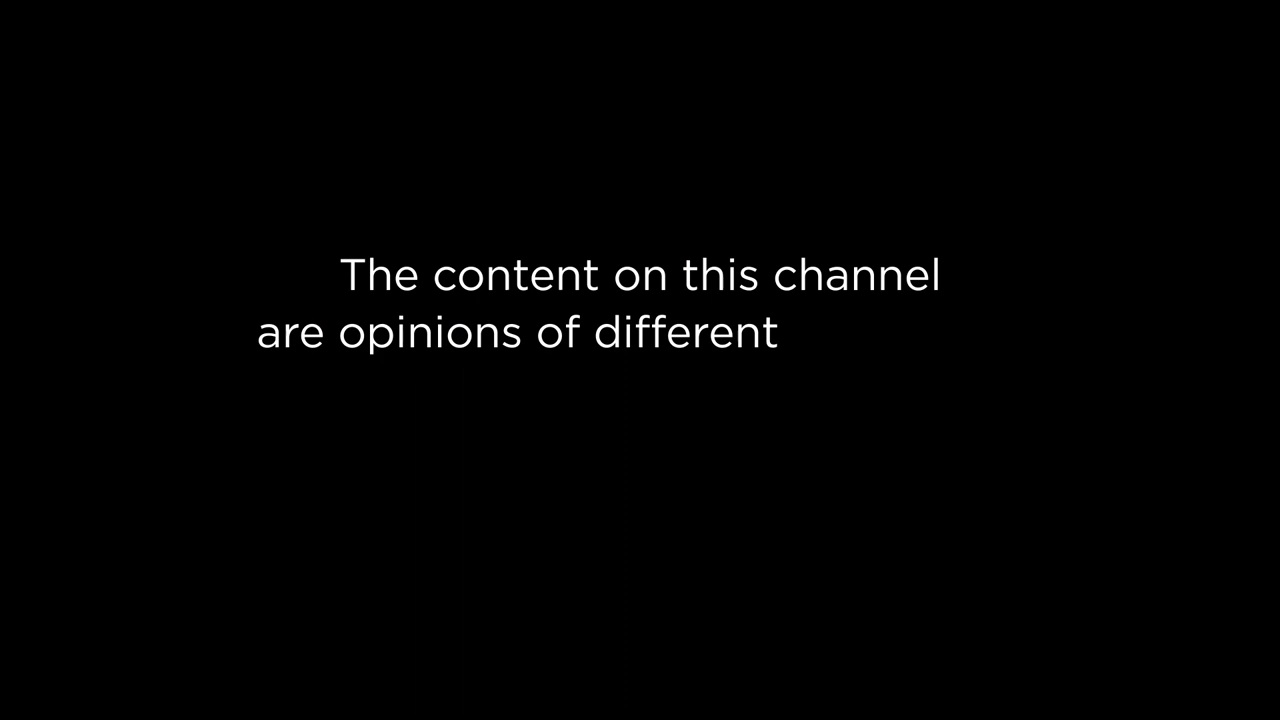 The content on this channel
are opinions of different